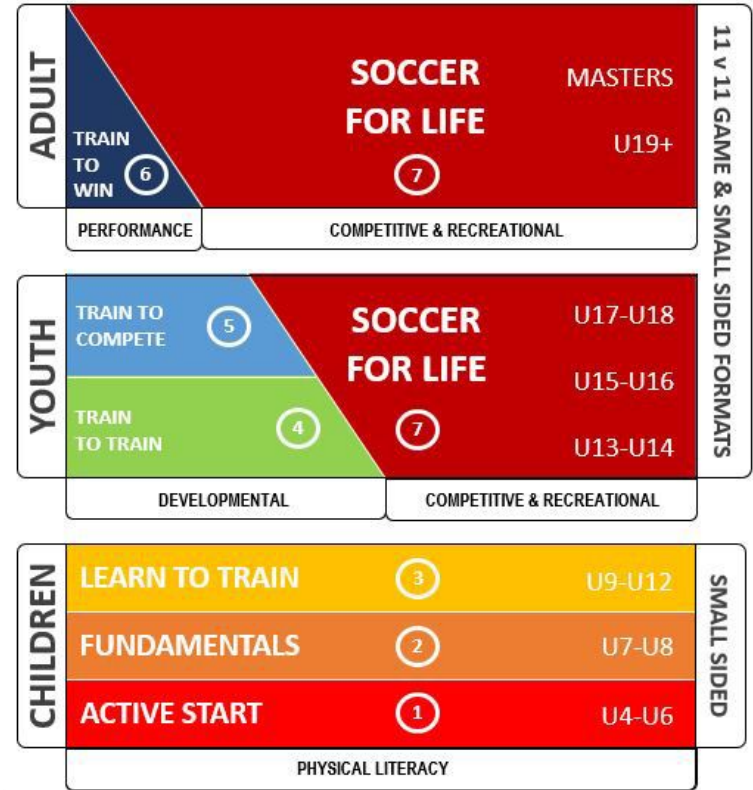 ADULT
TRAIN
TO
WIN
6
SOCCER
FOR LIFE
7
MASTERS
U19+
PERFORMANCE
COMPETITIVE & RECREATIONAL
11 v 11 GAME & SMALL SIDED FORMATS
YOUTH
TRAIN TO
COMPETE
5
TRAIN
TO TRAIN
4
SOCCER
FOR LIFE
7
U17-U18
U15-U16
U13-U14
DEVELOPMENTAL
COMPETITIVE & RECREATIONAL
CHILDREN
LEARN TO TRAIN
3
U9-U12
FUNDAMENTALS
2
U7-U8
ACTIVE START
1
U4-U6
SMALL SIDED
PHYSICAL LITERACY